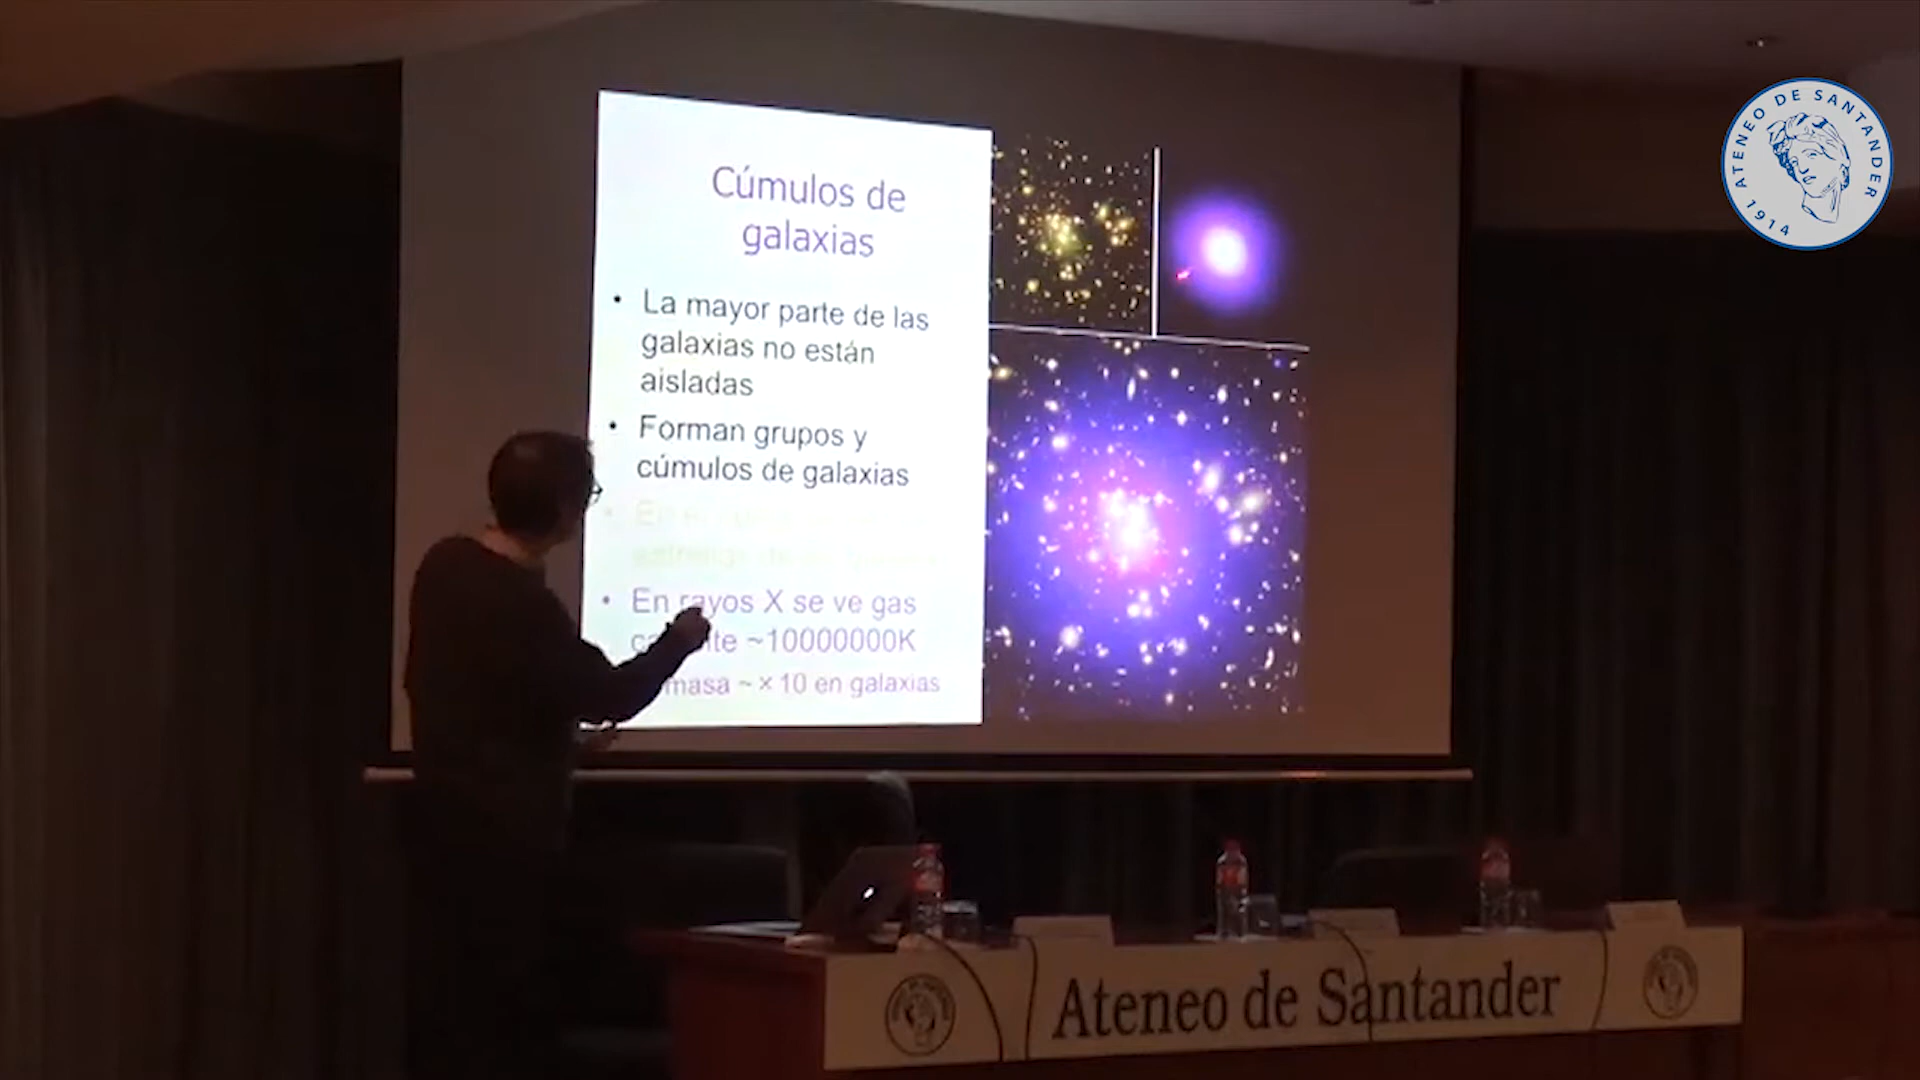 Cúmulos de
galaxias
• La mayor parte de las
galaxias no están
aisladas
• Forman grupos y
cúmulos de galaxias
• En
• En rayos X se ve gas
~10000000K
masa ~ × 10 en galaxias
ATENEO DE SANTANDER
1914
Ateneo de Santander